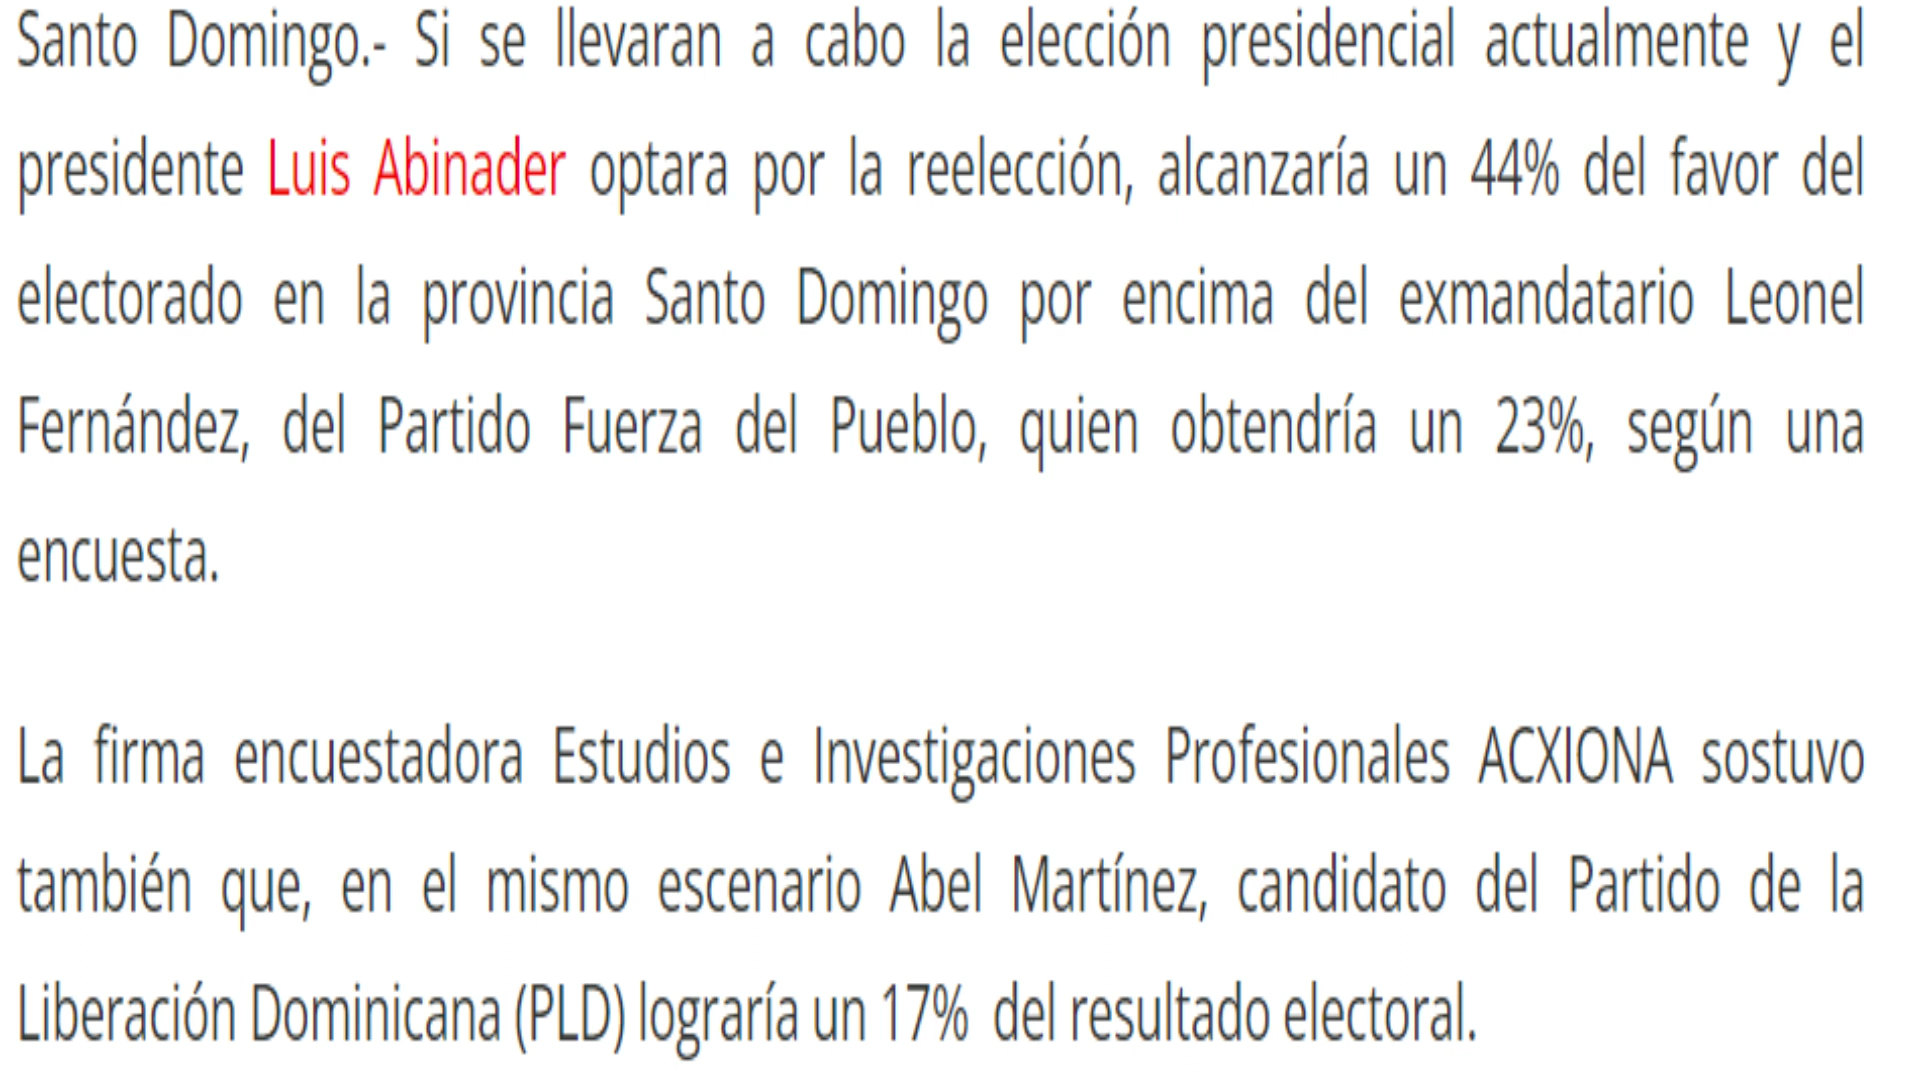 Santo Domingo.- Si se llevaran a cabo la elección presidencial actualmente y el
presidente Luis Abinader optara por la reelección, alcanzaría un 44% del favor del
electorado en la provincia Santo Domingo por encima del exmandatario Leonel
Fernández, del Partido Fuerza del Pueblo, quien obtendría un 23%, según una
encuesta.
La firma encuestadora Estudios e Investigaciones Profesionales ACXIONA sostuvo
también que, en el mismo escenario Abel Martínez, candidato del Partido de la
Liberación Dominicana (PLD) lograría un 17% del resultado electoral.